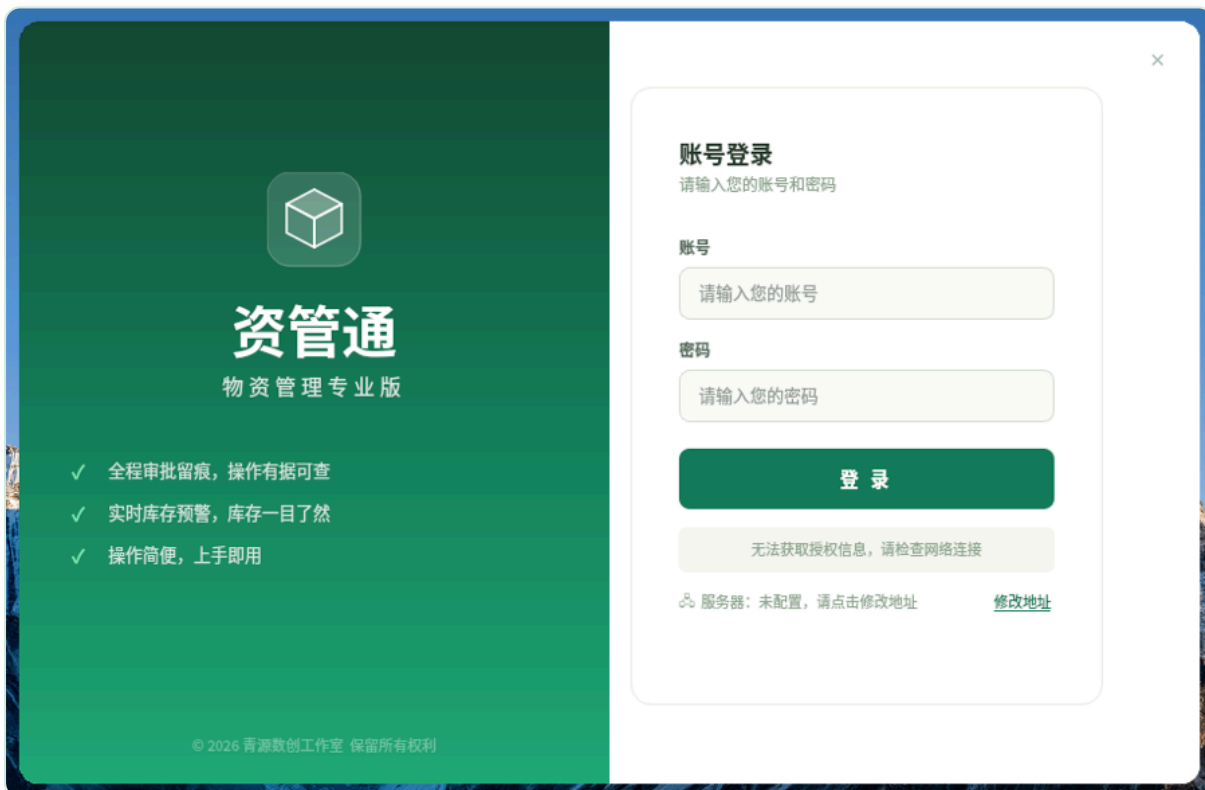 资管通
物资管理专业版
✓ 全程审批留痕，操作有据可查
✓ 实时库存预警，库存一目了然
✓ 操作简便，上手即用
© 2026 青源数创工作室 保留所有权利
×
账号登录
请输入您的账号和密码
账号
请输入您的账号
密码
请输入您的密码
登 录
无法获取授权信息，请检查网络连接
服务器：未配置，请点击修改地址 修改地址